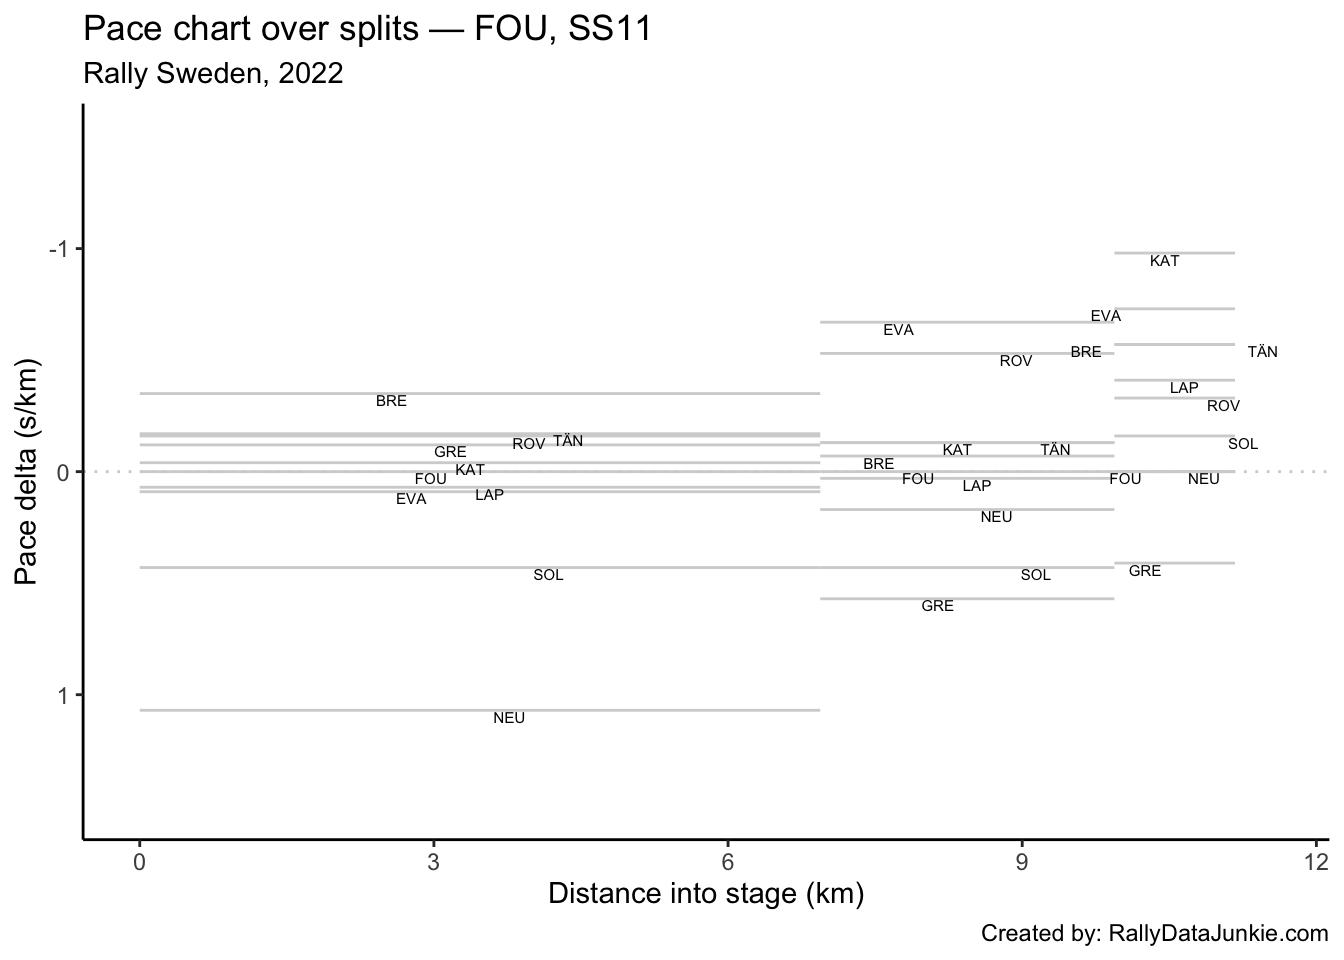 Pace chart over splits — FOU, SS11
Rally Sweden, 2022
Pace delta (s/km)
-1
0
1
KAT
EVA
EVA
BRE
TÄN
ROV
LAP
BRE
ROV
SOL
ROV
TÄN
GRE
KAT
TÄN
BRE
KAT
FOU
FOU
FOU
NEU
LAP
LAP
EVA
NEU
GRE
SOL
SOL
GRE
NEU
0
3
6
9
12
Distance into stage (km)
Created by: RallyDataJunkie.com